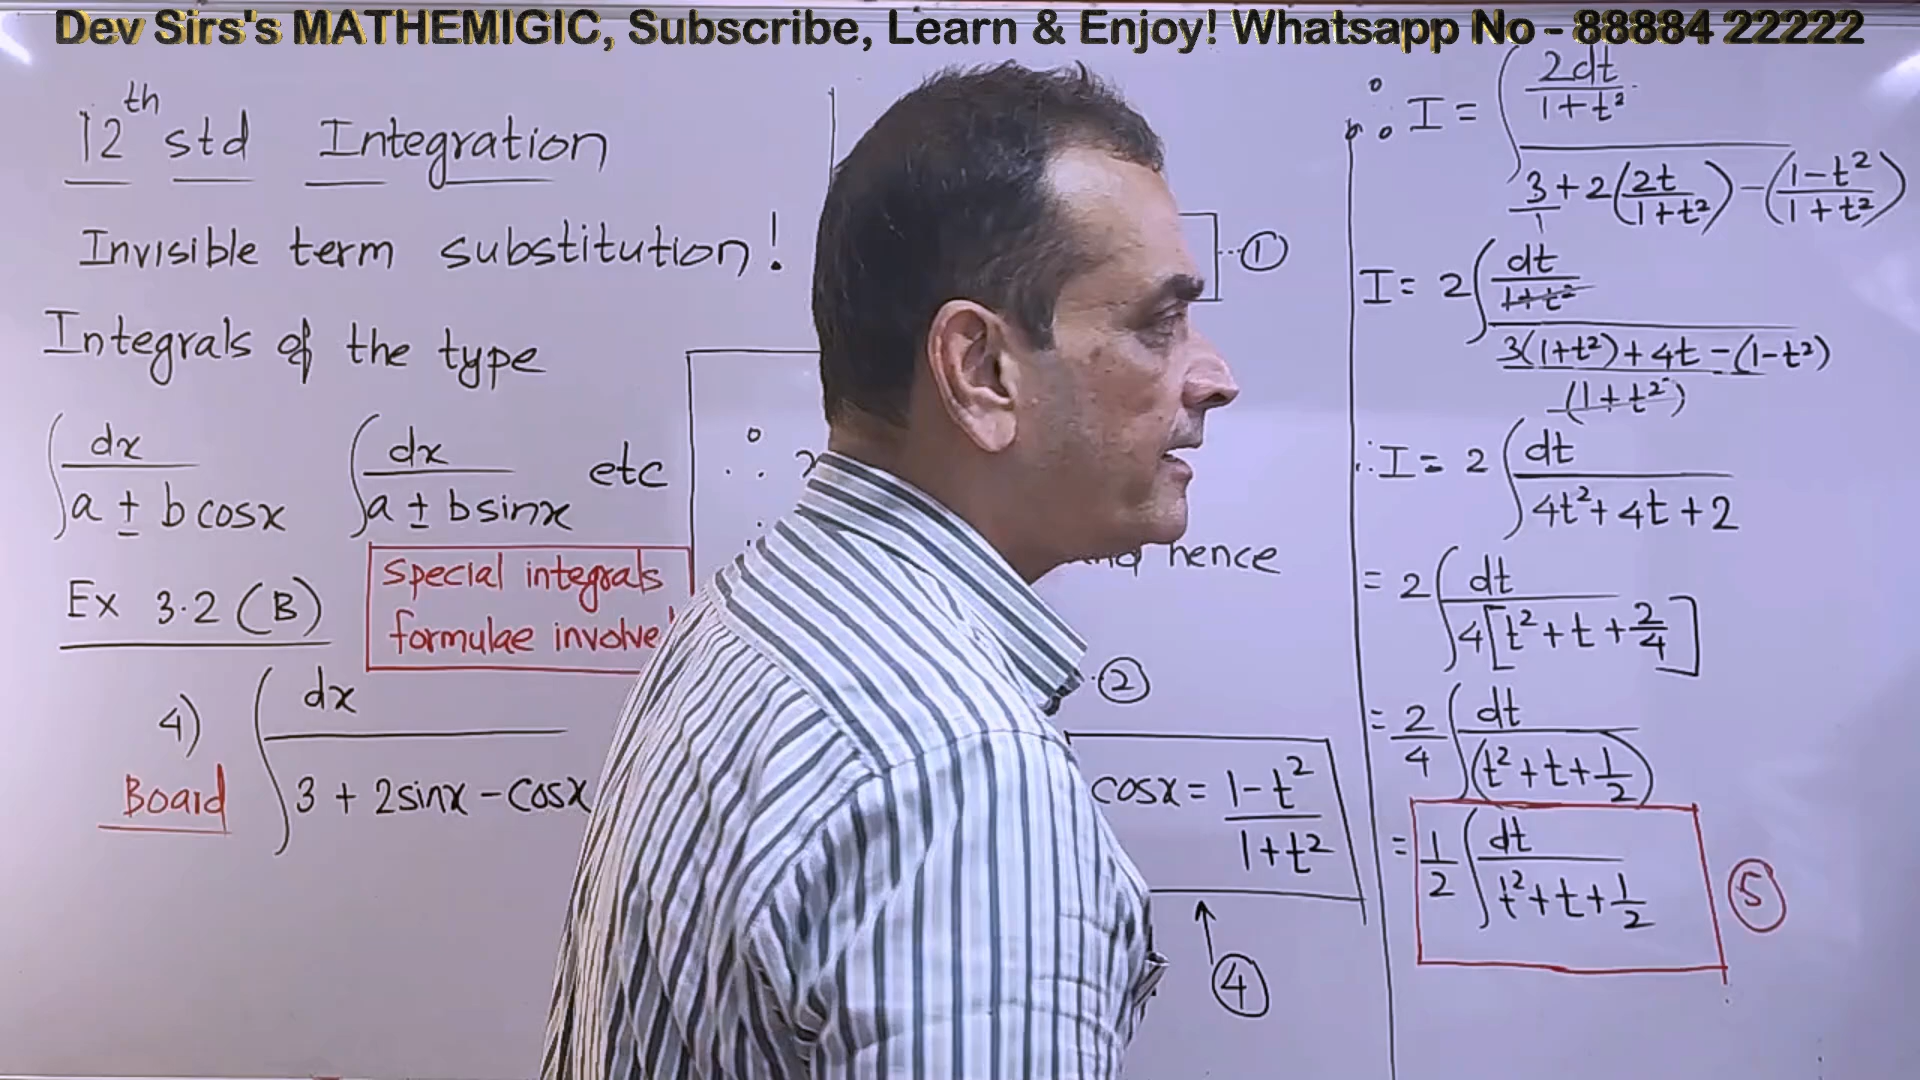 Dev Sirs's MATHEMIGIC, Subscribe, Learn & Enjoy! Whatsapp No - 88884 22222
12th std Integration
Invisible term substitution!
Integrals of the type
∫ dx / (a ± b cosx)   ∫ dx / (a ± b sinx)   etc
Special integrals
formulae
Ex 3.2 (B)
4) ∫ dx / (3 + 2sinx - cosx)
Board
①
∴
hence
②
cosx = (1 - t²) / (1 + t²)
④
∴ I = ∫ (2dt / (1 + t²)) / (3/1 + 2(2t / (1 + t²)) - ((1 - t²) / (1 + t²)))
I = 2 ∫ (dt / (1 + t²)) / ((3(1 + t²) + 4t - (1 - t²)) / (1 + t²))
∴ I = 2 ∫ dt / (4t² + 4t + 2)
= 2 ∫ dt / (4[t² + t + 2/4])
= 2/4 ∫ dt / (t² + t + 1/2)
= 1/2 ∫ dt / (t² + t + 1/2)
⑤